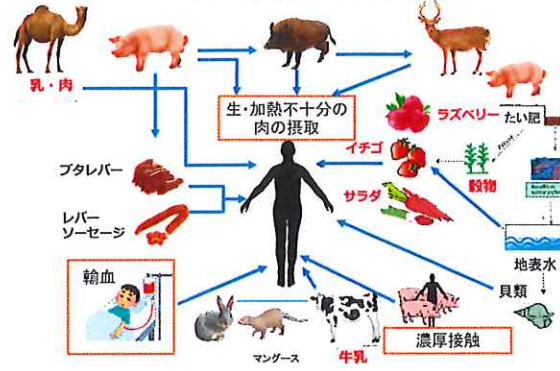 乳・肉
生・加熱不十分の
肉の摂取
ラズベリー
たい肥
イチゴ
穀物
サラダ
ブタレバー
レバー
ソーセージ
地表水
貝類
輸血
マングース
牛乳
濃厚接触